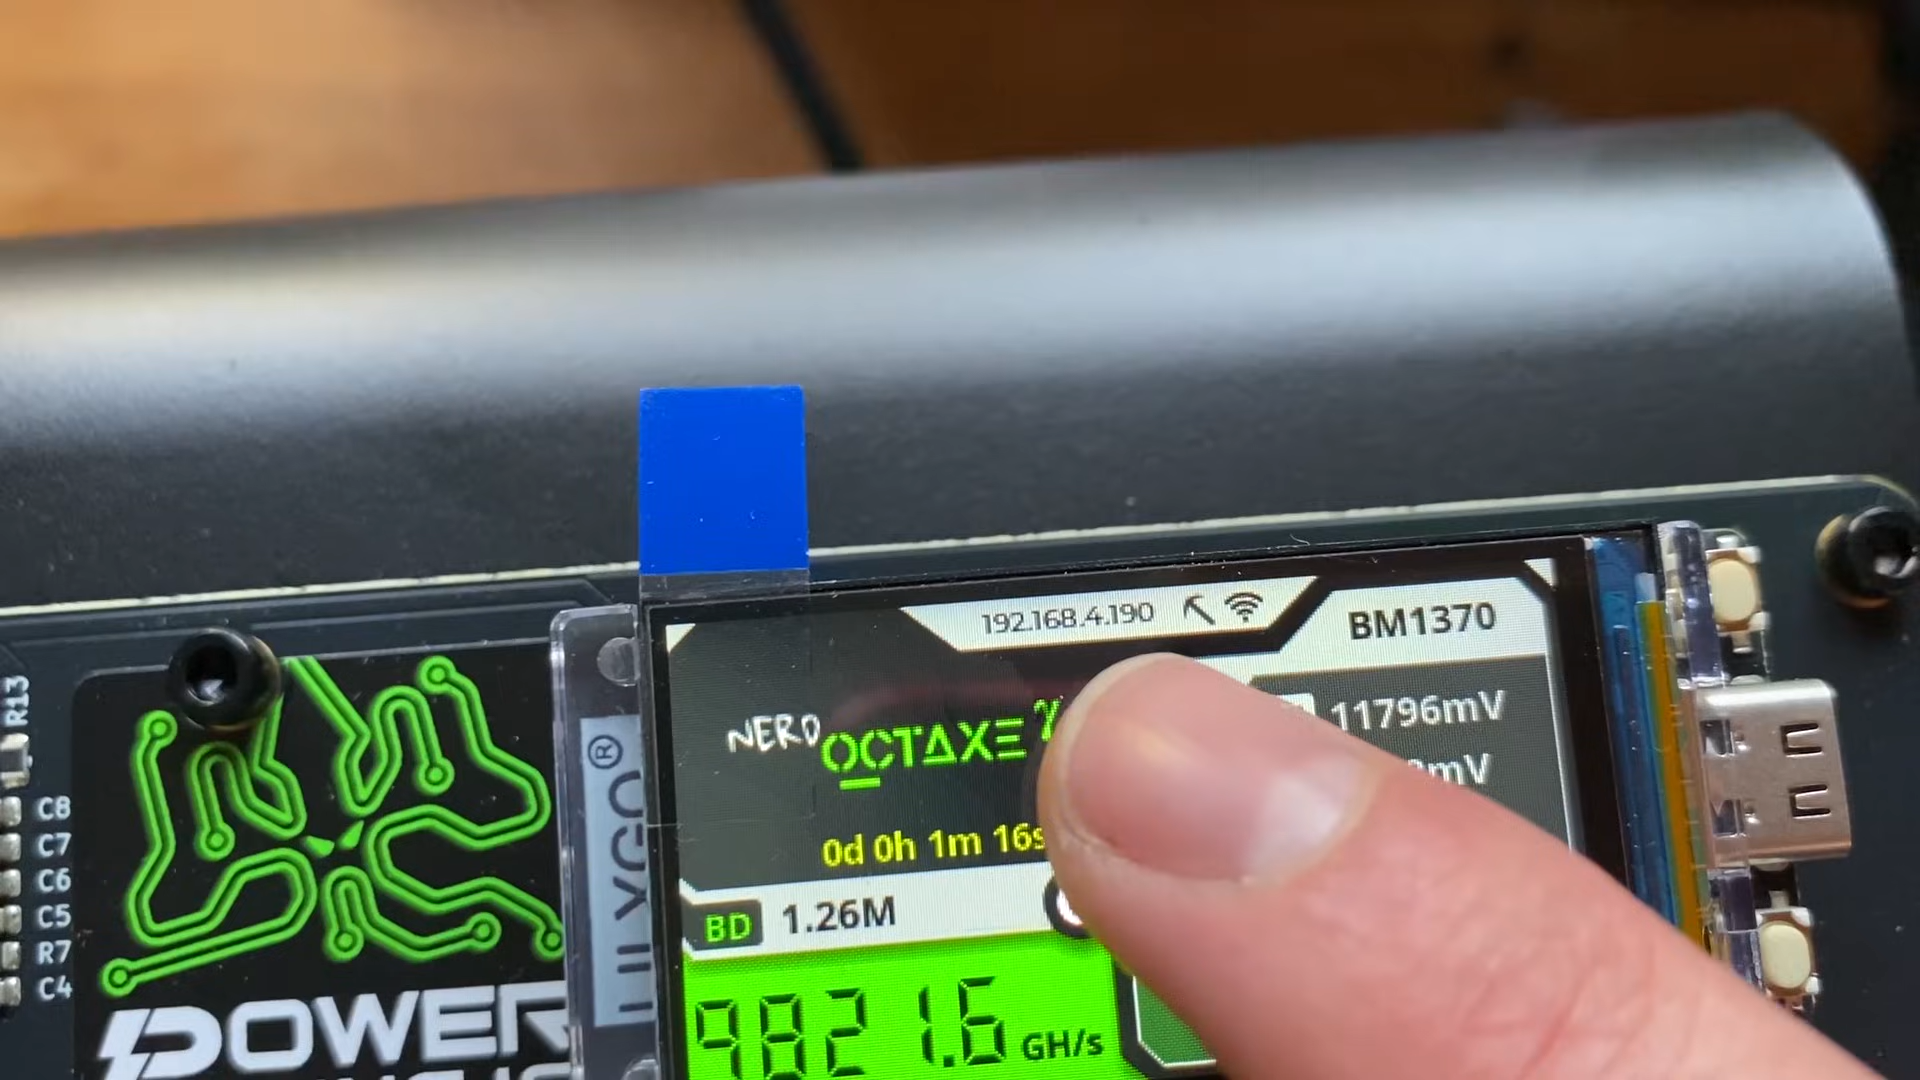 192.168.4.190
BM1370
11796mV
mV
NERD
OCTAXE γ
0d 0h 1m 16s
BD 1.26M
9821.6 GH/s
LILYGO®
R13
C8
C7
C6
C5
R7
C4
POWER